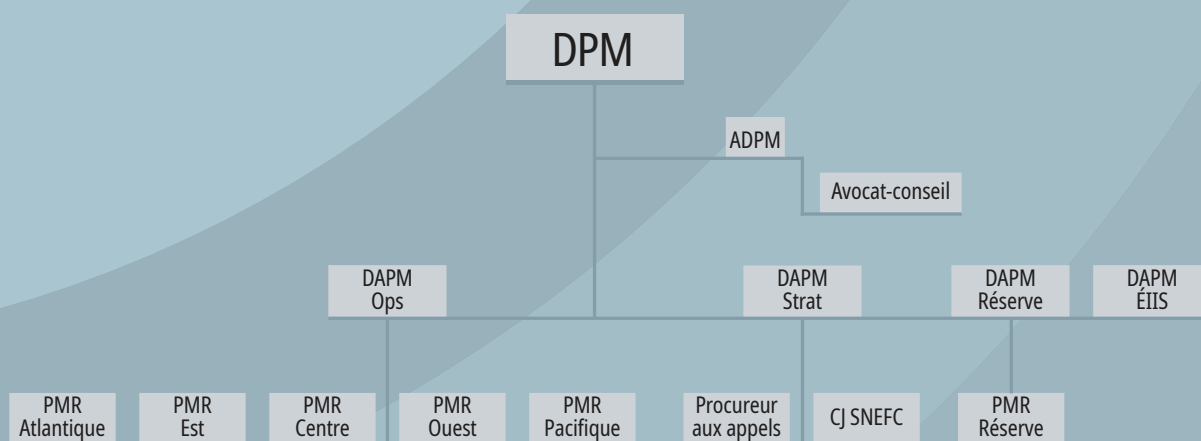 DPM
ADPM
Avocat-conseil
DAPM
Ops
DAPM
Strat
DAPM
Réserve
DAPM
ÉIIS
PMR
Atlantique
PMR
Est
PMR
Centre
PMR
Ouest
PMR
Pacifique
Procureur
aux appels
CJ SNEFC
PMR
Réserve